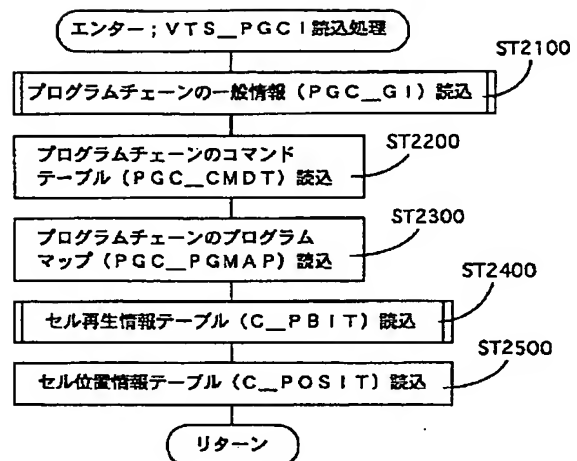 エンター；ＶＴＳ＿ＰＧＣＩ読込処理
ST2100
プログラムチェーンの一般情報（ＰＧＣ＿ＧＩ）読込
ST2200
プログラムチェーンのコマンド
テーブル（ＰＧＣ＿ＣＭＤＴ）読込
ST2300
プログラムチェーンのプログラム
マップ（ＰＧＣ＿ＰＧＭＡＰ）読込
ST2400
セル再生情報テーブル（Ｃ＿ＰＢＩＴ）読込
ST2500
セル位置情報テーブル（Ｃ＿ＰＯＳＩＴ）読込
リターン